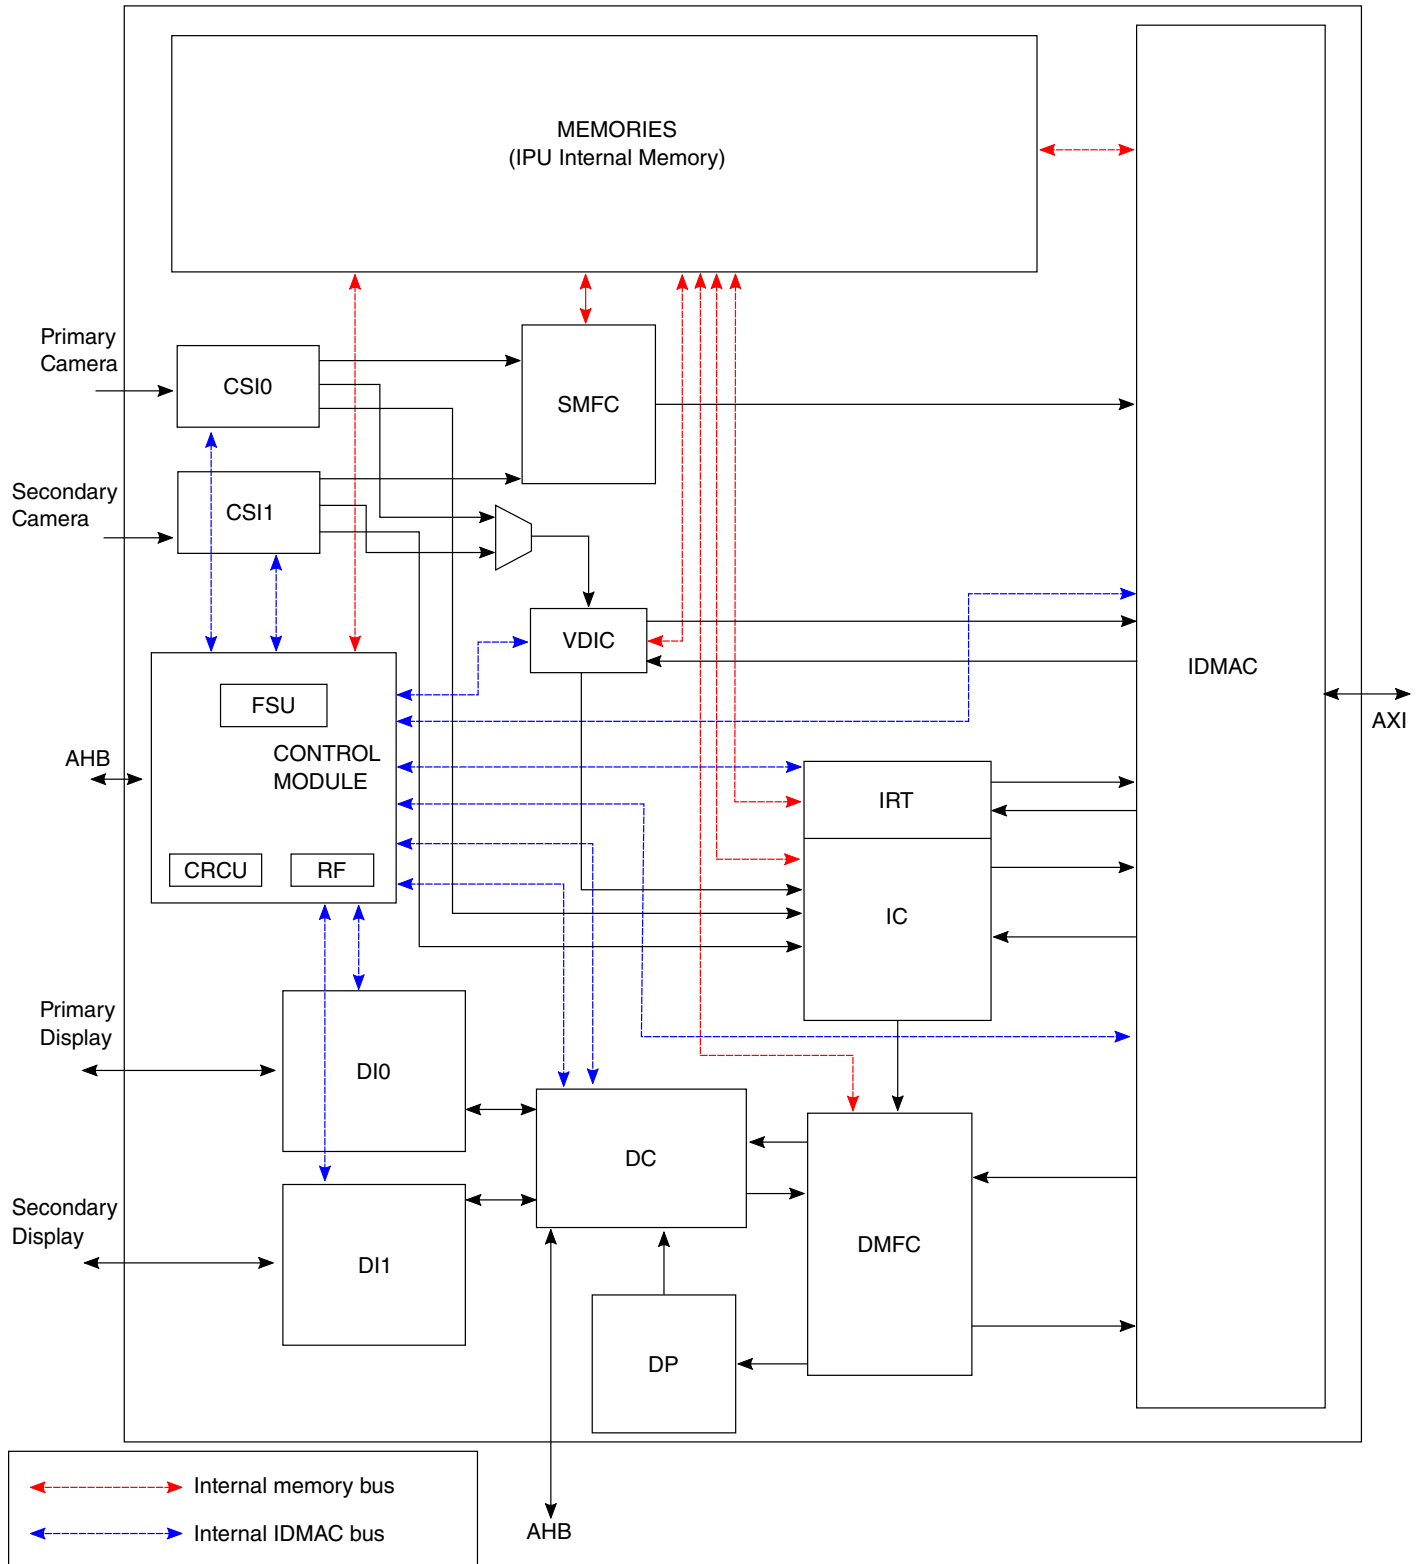 MEMORIES
(IPU Internal Memory)
Primary
Camera
CSI0
SMFC
Secondary
Camera
CSI1
VDIC
IDMAC
FSU
AXI
CONTROL
MODULE
AHB
IRT
CRCU
RF
IC
Primary
Display
DI0
DC
Secondary
Display
DI1
DMFC
DP
Internal memory bus
Internal IDMAC bus
AHB